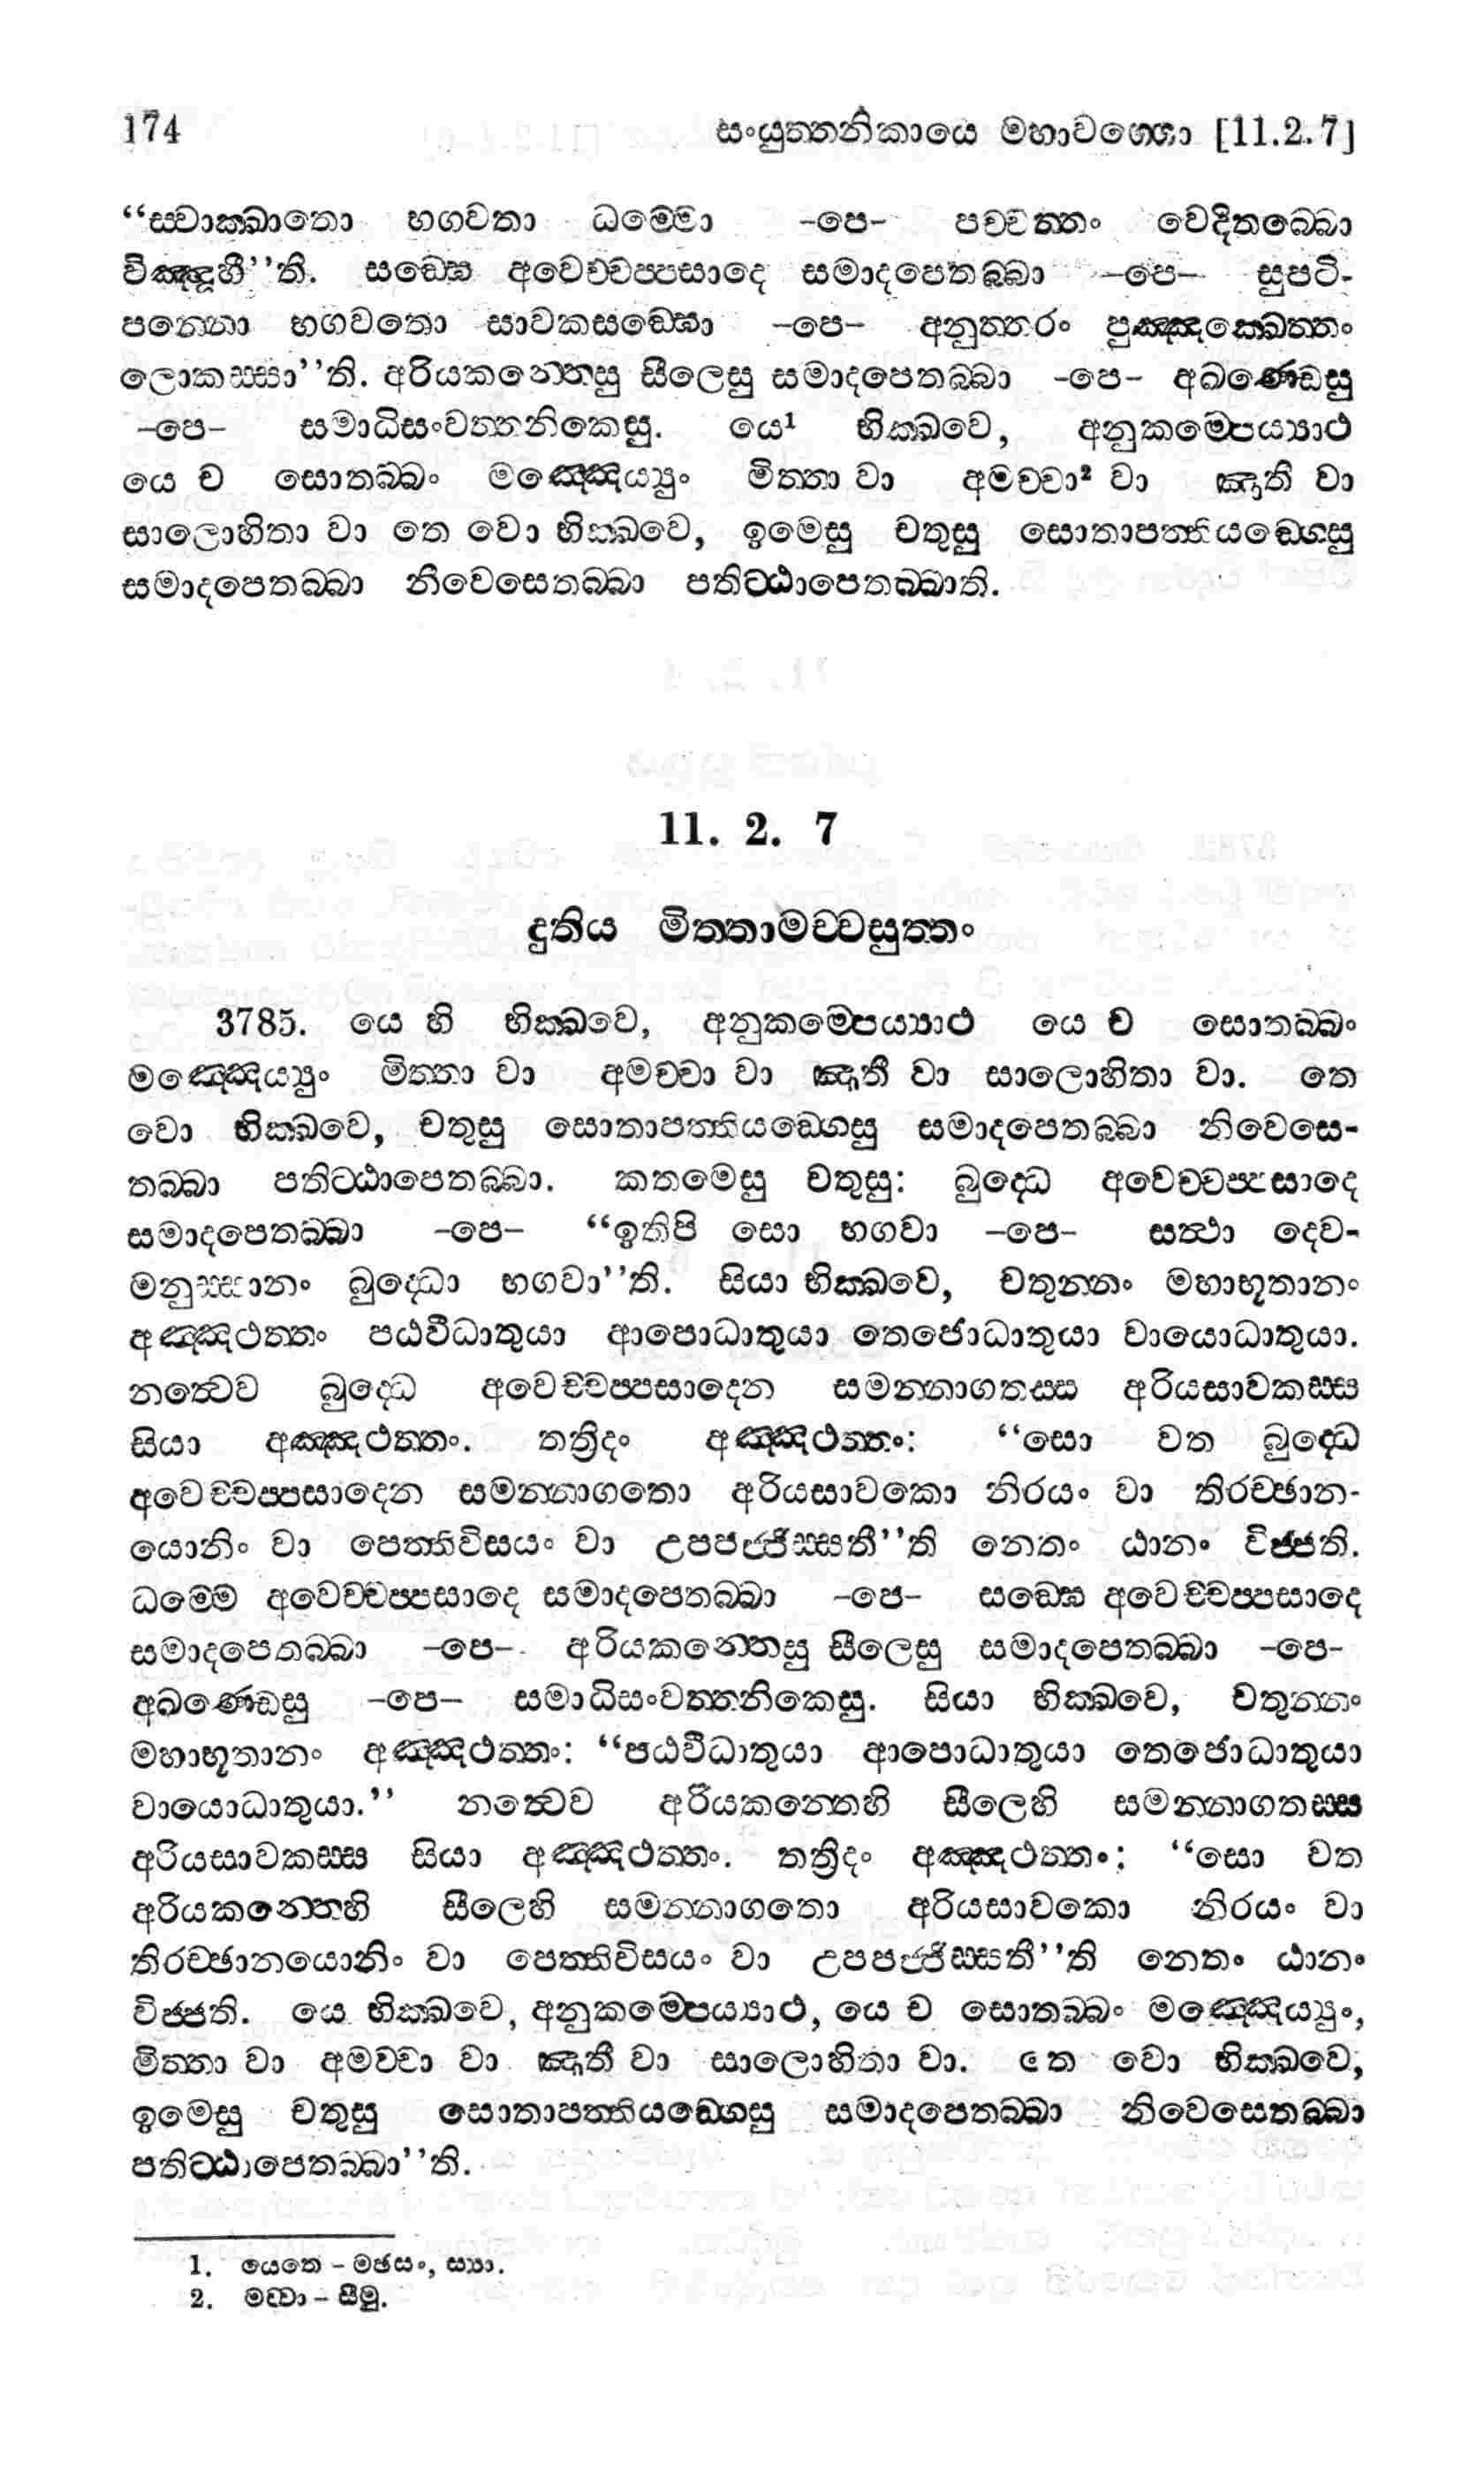 174 සංයුත්තනිකායෙ මහාවග්ගො [11.2.7]
“ස්වාක්ඛාතො භගවතා ධම්මො -පෙ- පච්චත්තං වෙදිතබ්බො
විඤ්ඤූහී’’ති. සඞ්ඝෙ අවෙච්චප්පසාදෙ සමාදපෙතබ්බා -පෙ- සුපටි-
පන්නො භගවතො සාවකසඞ්ඝො -පෙ- අනුත්තරං පුඤ්ඤක්ඛෙත්තං
ලොකස්සා’’ති. අරියකන්තෙසු සීලෙසු සමාදපෙතබ්බා -පෙ- අඛණ්ඩෙසු
-පෙ- සමාධිසංවත්තනිකෙසු. යෙ¹ භික්ඛවෙ, අනුකම්පෙය්‍යාථ
යෙ ච සොතබ්බං මඤ්ඤෙය්‍යුං මිත්තා වා අමච්චා² වා ඤාතී වා
සාලොහිතා වා තෙ වො භික්ඛවෙ, ඉමෙසු චතුසු සොතාපත්තියඞ්ගෙසු
සමාදපෙතබ්බා නිවෙසෙතබ්බා පතිට්ඨාපෙතබ්බාති.
11. 2. 7
දුතිය මිත්තාමච්චසුත්තං
3785. යෙ හි භික්ඛවෙ, අනුකම්පෙය්‍යාථ යෙ ච සොතබ්බං
මඤ්ඤෙය්‍යුං මිත්තා වා අමච්චා වා ඤාතී වා සාලොහිතා වා. තෙ
වො භික්ඛවෙ, චතුසු සොතාපත්තියඞ්ගෙසු සමාදපෙතබ්බා නිවෙසෙ-
තබ්බා පතිට්ඨාපෙතබ්බා. කතමෙසු චතුසු: බුද්ධෙ අවෙච්චප්පසාදෙ
සමාදපෙතබ්බා -පෙ- “ඉතිපි සො භගවා -පෙ- සත්ථා දෙව-
මනුස්සානං බුද්ධො භගවා’’ති. සියා භික්ඛවෙ, චතුන්නං මහාභූතානං
අඤ්ඤථත්තං පඨවීධාතුයා ආපොධාතුයා තෙජොධාතුයා වායොධාතුයා.
නත්වෙව බුද්ධෙ අවෙච්චප්පසාදෙන සමන්නාගතස්ස අරියසාවකස්ස
සියා අඤ්ඤථත්තං. තත්‍රිදං අඤ්ඤථත්තං: “සො වත බුද්ධෙ
අවෙච්චප්පසාදෙන සමන්නාගතො අරියසාවකො නිරයං වා තිරච්ඡාන-
යොනිං වා පෙත්තිවිසයං වා උපපජ්ජිස්සතී’’ති නෙතං ඨානං විජ්ජති.
ධම්මෙ අවෙච්චප්පසාදෙ සමාදපෙතබ්බා -පෙ- සඞ්ඝෙ අවෙච්චප්පසාදෙ
සමාදපෙතබ්බා -පෙ- අරියකන්තෙසු සීලෙසු සමාදපෙතබ්බා -පෙ-
අඛණ්ඩෙසු -පෙ- සමාධිසංවත්තනිකෙසු. සියා භික්ඛවෙ, චතුන්නං
මහාභූතානං අඤ්ඤථත්තං: “පඨවීධාතුයා ආපොධාතුයා තෙජොධාතුයා
වායොධාතුයා.’’ නත්වෙව අරියකන්තෙහි සීලෙහි සමන්නාගතස්ස
අරියසාවකස්ස සියා අඤ්ඤථත්තං. තත්‍රිදං අඤ්ඤථත්තං: “සො වත
අරියකන්තෙහි සීලෙහි සමන්නාගතො අරියසාවකො නිරයං වා
තිරච්ඡානයොනිං වා පෙත්තිවිසයං වා උපපජ්ජිස්සතී’’ති නෙතං ඨානං
විජ්ජති. යෙ භික්ඛවෙ, අනුකම්පෙය්‍යාථ, යෙ ච සොතබ්බං මඤ්ඤෙය්‍යුං,
මිත්තා වා අමච්චා වා ඤාතී වා සාලොහිතා වා. තෙ වො භික්ඛවෙ,
ඉමෙසු චතුසු සොතාපත්තියඞ්ගෙසු සමාදපෙතබ්බා නිවෙසෙතබ්බා
පතිට්ඨාපෙතබ්බා’’ති.
1. යෙතෙ – මඡසං, ස්‍යා.
2. මච්චා – සීමු.